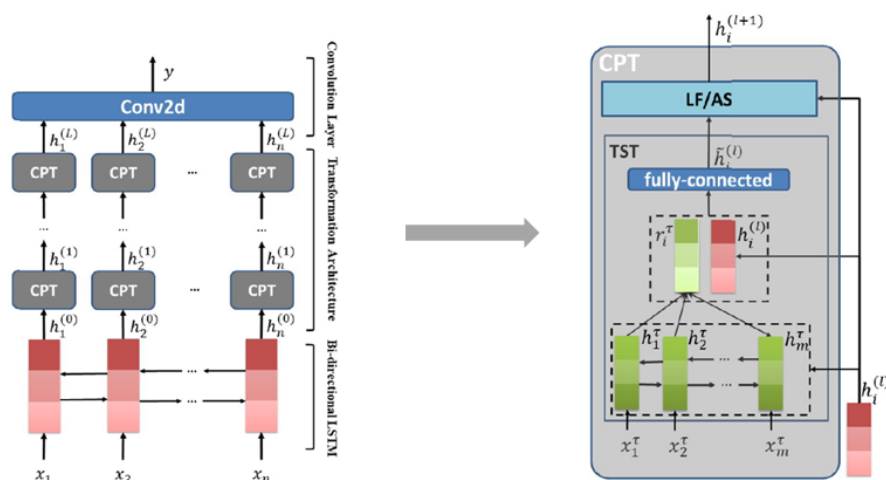 y
Conv2d
h_1^{(L)} h_2^{(L)} h_n^{(L)}
CPT CPT ... CPT
... ... ...
h_1^{(1)} h_2^{(1)} h_n^{(1)}
CPT CPT ... CPT
h_1^{(0)} h_2^{(0)} h_n^{(0)}
...
...
x_1 x_2 x_n
Convolution Layer
Transformation Architecture
Bi-directional LSTM
h_i^{(l+1)}
CPT
LF/AS
TST
h̃_i^{(l)}
fully-connected
r_i^τ h_i^{(l)}
h_1^τ h_2^τ h_m^τ
...
...
h_i^{(l)}
x_1^τ x_2^τ ... x_m^τ